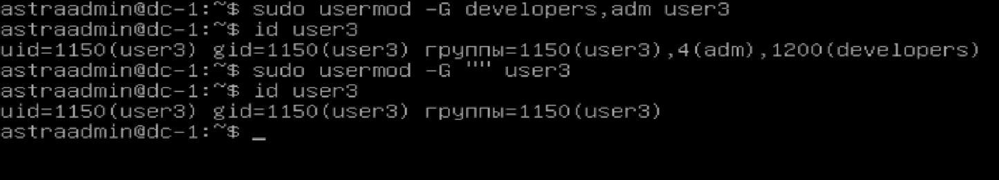 astraadmin@dc-1:~$ sudo usermod -G developers,adm user3
astraadmin@dc-1:~$ id user3
uid=1150(user3) gid=1150(user3) группы=1150(user3),4(adm),1200(developers)
astraadmin@dc-1:~$ sudo usermod -G "" user3
astraadmin@dc-1:~$ id user3
uid=1150(user3) gid=1150(user3) группы=1150(user3)
astraadmin@dc-1:~$ _